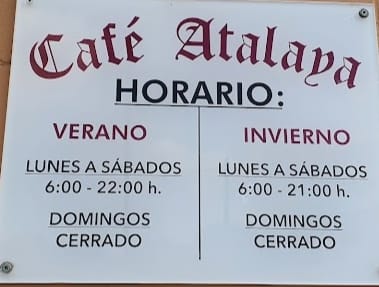 Café Atalaya
HORARIO:
VERANO
LUNES A SÁBADOS
6:00 - 22:00 h.
DOMINGOS
CERRADO
INVIERNO
LUNES A SÁBADOS
6:00 - 21:00 h.
DOMINGOS
CERRADO